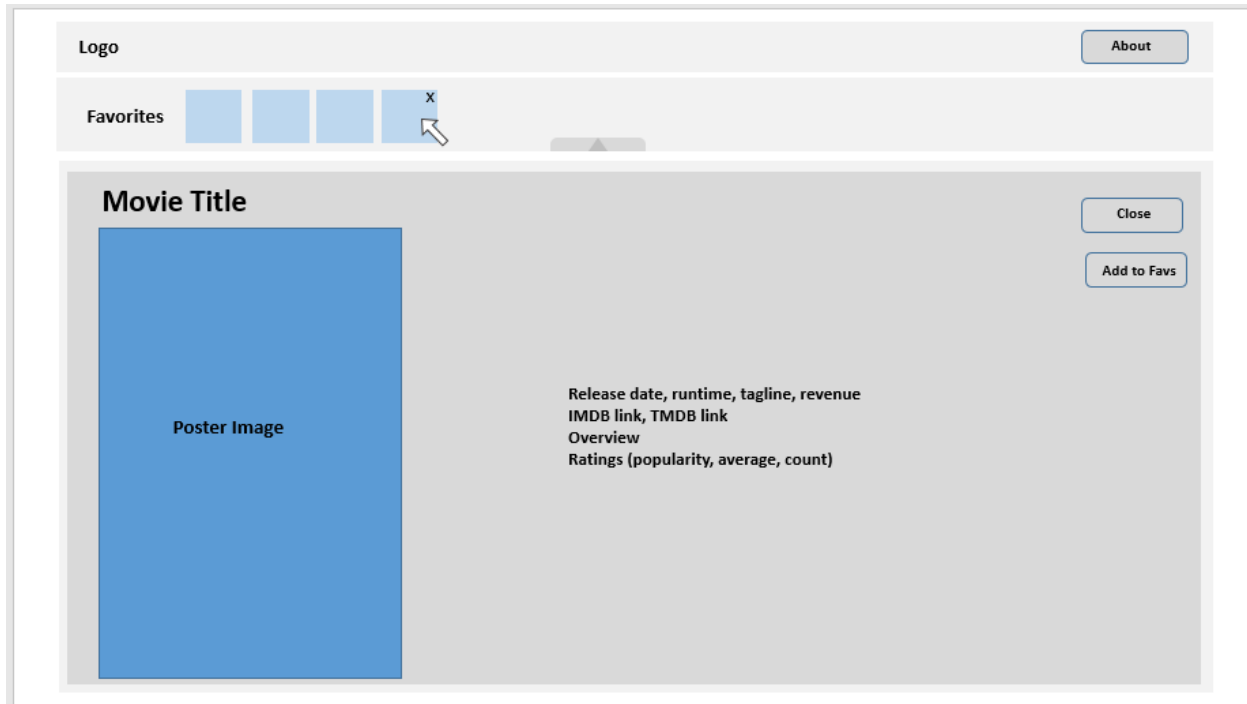 Logo
About
Favorites
X
Movie Title
Close
Add to Favs
Poster Image
Release date, runtime, tagline, revenue
IMDB link, TMDB link
Overview
Ratings (popularity, average, count)